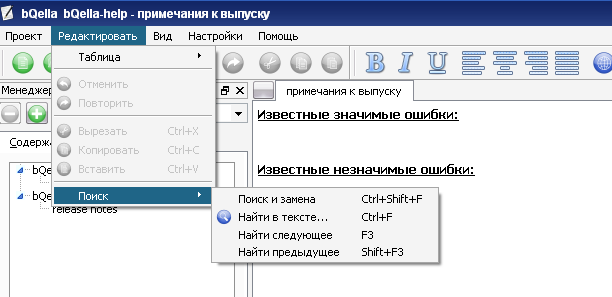 bQella bQella-help - примечания к выпуску
Проект Редактировать Вид Настройки Помощь
Таблица
B I U
Отменить
Менеджер
примечания к выпуску
Повторить
Известные значимые ошибки:
Вырезать Ctrl+X
Содерж
Копировать Ctrl+C
Вставить Ctrl+V
bQe
Известные незначимые ошибки:
bQella
Поиск
Поиск и замена Ctrl+Shift+F
release notes
Найти в тексте... Ctrl+F
Найти следующее F3
Найти предыдущее Shift+F3